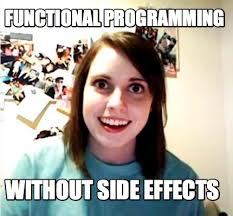 FUNCTIONAL PROGRAMMING
WITHOUT SIDE EFFECTS